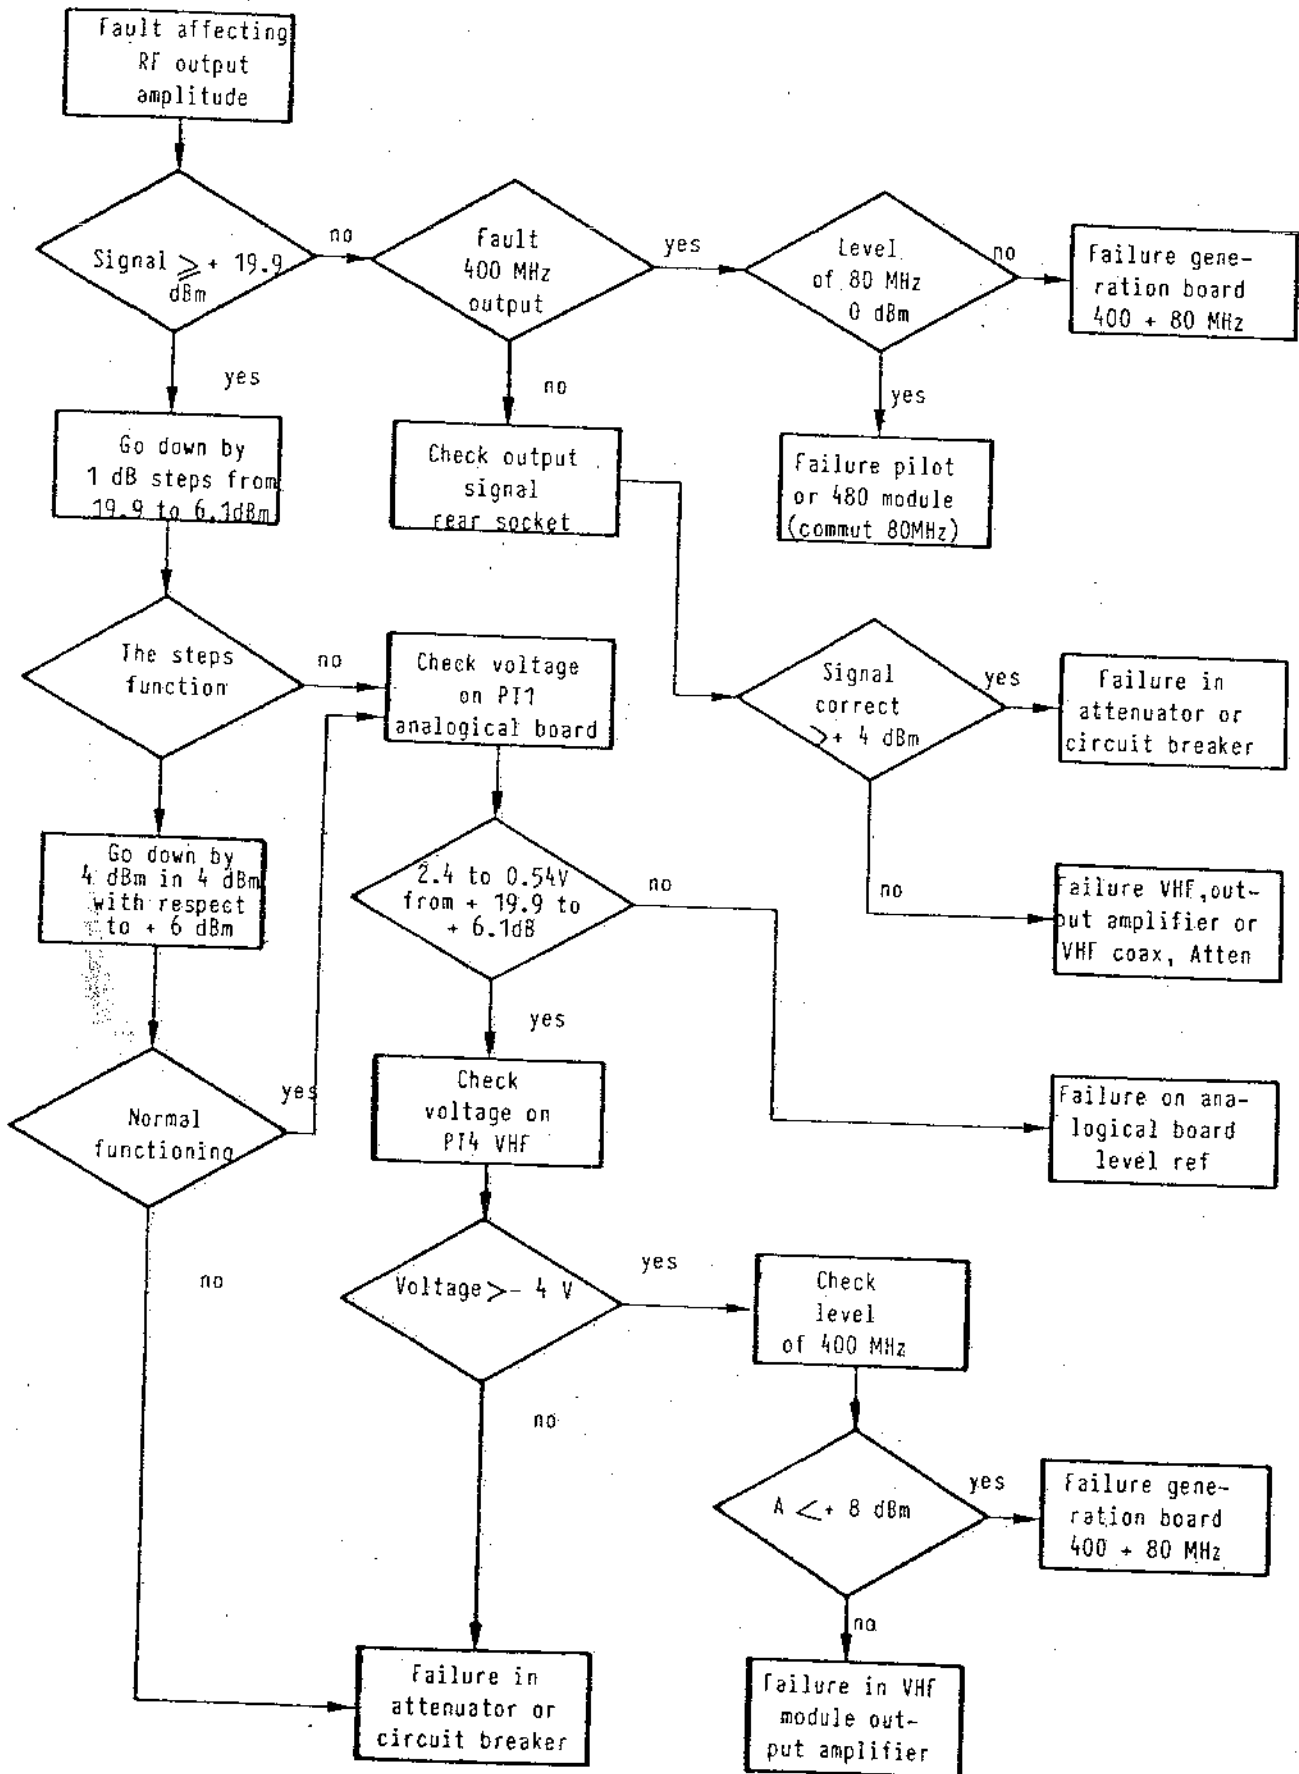 Fault affecting
RF output
amplitude
Signal ⩾ + 19.9
dBm
no
Fault
400 MHz
output
yes
Level
of 80 MHz
0 dBm
no
Failure gene-
ration board
400 + 80 MHz
yes
no
yes
Go down by
1 dB steps from
19.9 to 6.1dBm
Check output
signal
rear socket
Failure pilot
or 480 module
(commut 80MHz)
The steps
function
no
Check voltage
on PT1
analogical board
Signal
correct
> + 4 dBm
yes
Failure in
attenuator or
circuit breaker
Go down by
4 dBm in 4 dBm
with respect
to + 6 dBm
2.4 to 0.54V
from + 19.9 to
+ 6.1dB
no
no
Failure VHF,out-
put amplifier or
VHF coax, Atten
yes
Normal
functioning
yes
Check
voltage on
PT4 VHF
Failure on ana-
logical board
level ref
no
Voltage > - 4 V
yes
Check
level
of 400 MHz
no
A < + 8 dBm
yes
Failure gene-
ration board
400 + 80 MHz
no
Failure in
attenuator or
circuit breaker
Failure in VHF
module out-
put amplifier